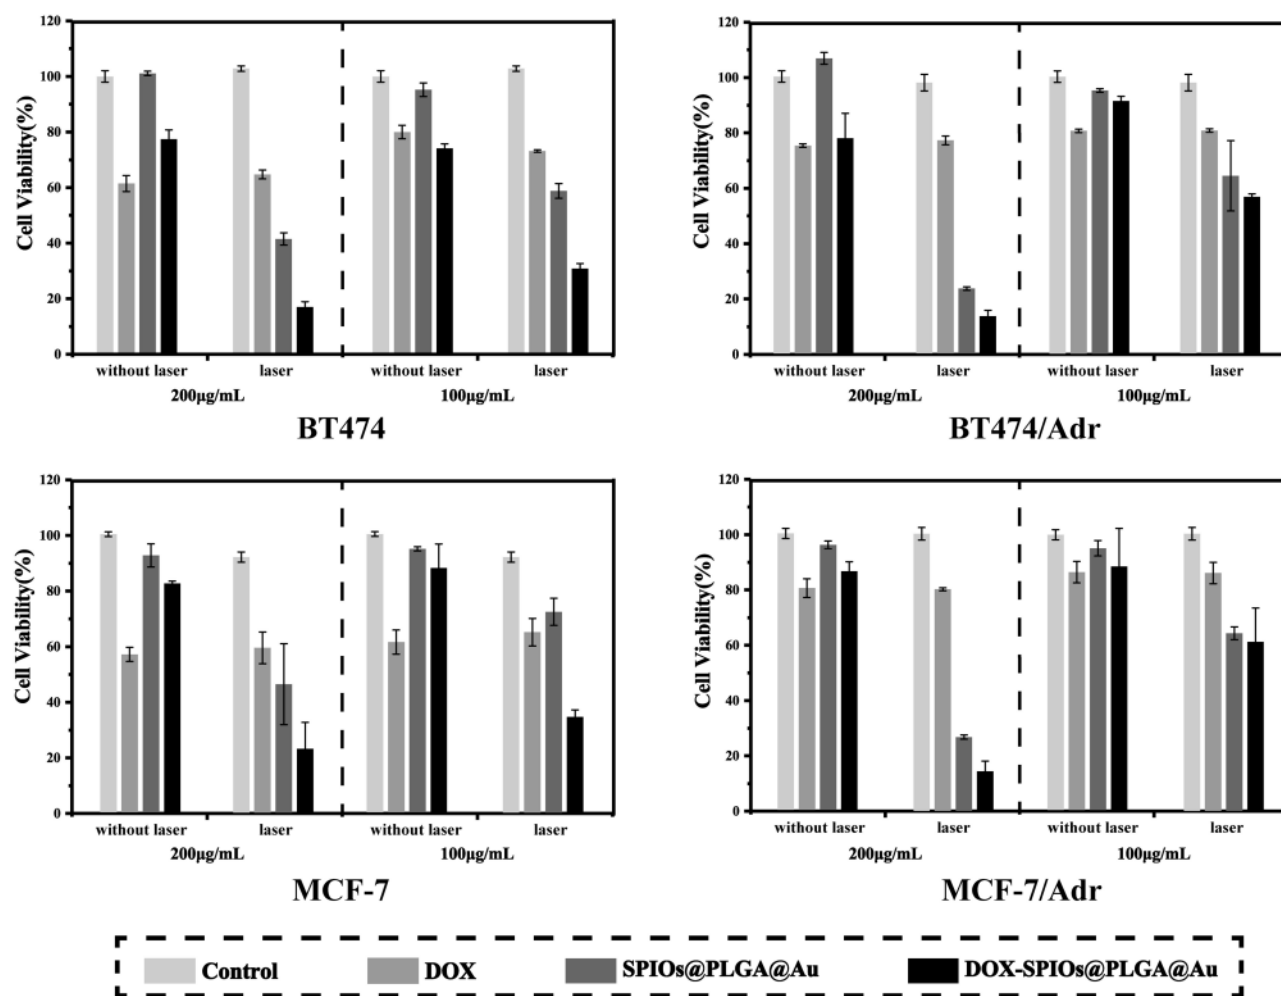 120
100
80
60
40
20
0
Cell Viability(%)
without laser laser without laser laser
200μg/mL 100μg/mL
BT474
120
100
80
60
40
20
0
Cell Viability(%)
without laser laser without laser laser
200μg/mL 100μg/mL
BT474/Adr
120
100
80
60
40
20
0
Cell Viability(%)
without laser laser without laser laser
200μg/mL 100μg/mL
MCF-7
120
100
80
60
40
20
0
Cell Viability(%)
without laser laser without laser laser
200μg/mL 100μg/mL
MCF-7/Adr
Control DOX SPIOs@PLGA@Au DOX-SPIOs@PLGA@Au